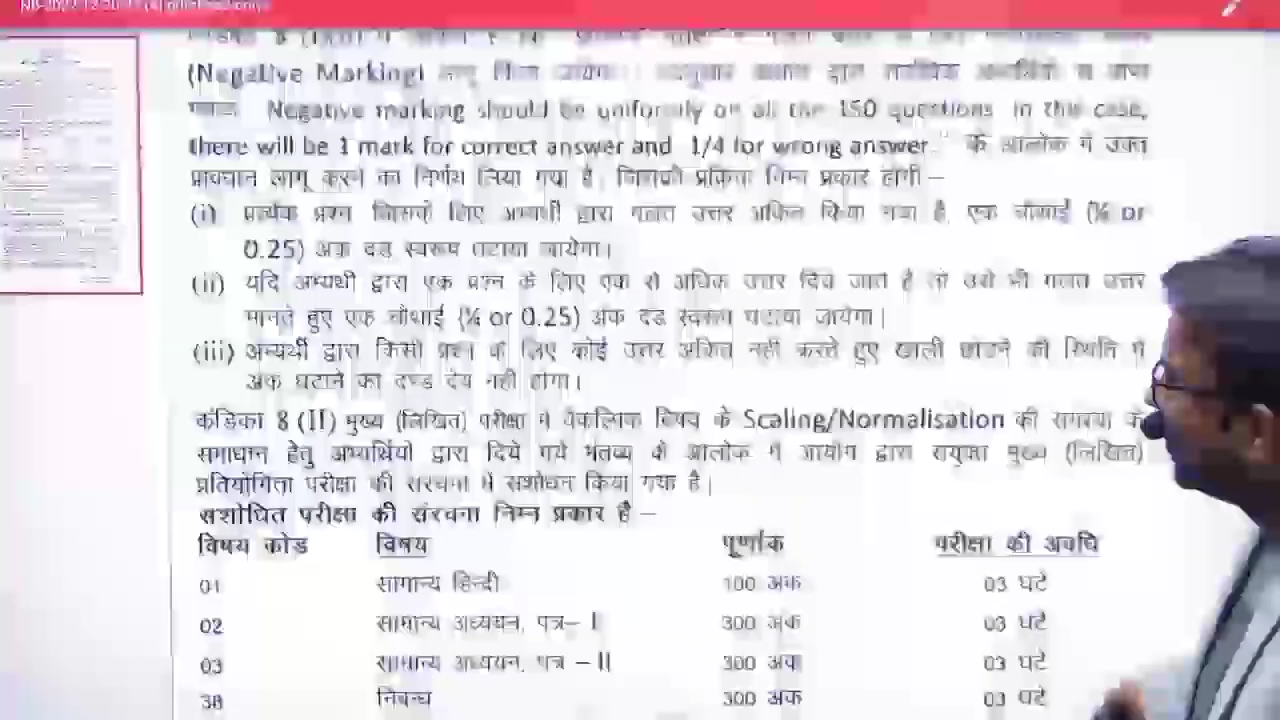 (Negative Marking)
Negative marking should be uniformly on all the 150 questions in this case,
there will be 1 mark for correct answer and 1/4 for wrong answer." के आलोक में उक्त
प्रावधान लागू करने का निर्णय लिया गया है, जिसकी प्रक्रिया निम्न प्रकार होगी –
(i) प्रत्येक प्रश्न जिसके लिए अभ्यर्थी द्वारा गलत उत्तर अंकित किया गया है, एक चौथाई (¼ or
0.25) अंक दंड स्वरूप घटाया जायेगा।
(ii) यदि अभ्यर्थी द्वारा एक प्रश्न के लिए एक से अधिक उत्तर दिये जाते है तो उसे भी गलत उत्तर
मानते हुए एक चौथाई (¼ or 0.25) अंक दंड स्वरूप घटाया जायेगा।
(iii) अभ्यर्थी द्वारा किसी प्रश्न के लिए कोई उत्तर अंकित नहीं करते हुए खाली छोड़ने की स्थिति में
अंक घटाने का दण्ड देय नहीं होगा।
कंडिका 8 (II) मुख्य (लिखित) परीक्षा में वैकल्पिक विषय के Scaling/Normalisation की समस्या के
समाधान हेतु अभ्यर्थियों द्वारा दिये गये मंतव्य के आलोक में आयोग द्वारा संयुक्त मुख्य (लिखित)
प्रतियोगिता परीक्षा की संरचना में संशोधन किया गया है|
संशोधित परीक्षा की संरचना निम्न प्रकार है –
विषय कोड विषय पूर्णांक परीक्षा की अवधि
01 सामान्य हिन्दी 100 अंक 03 घंटे
02 सामान्य अध्ययन, पत्र– I 300 अंक 03 घंटे
03 सामान्य अध्ययन, पत्र – II 300 अंक 03 घंटे
38 निबन्ध 300 अंक 03 घंटे